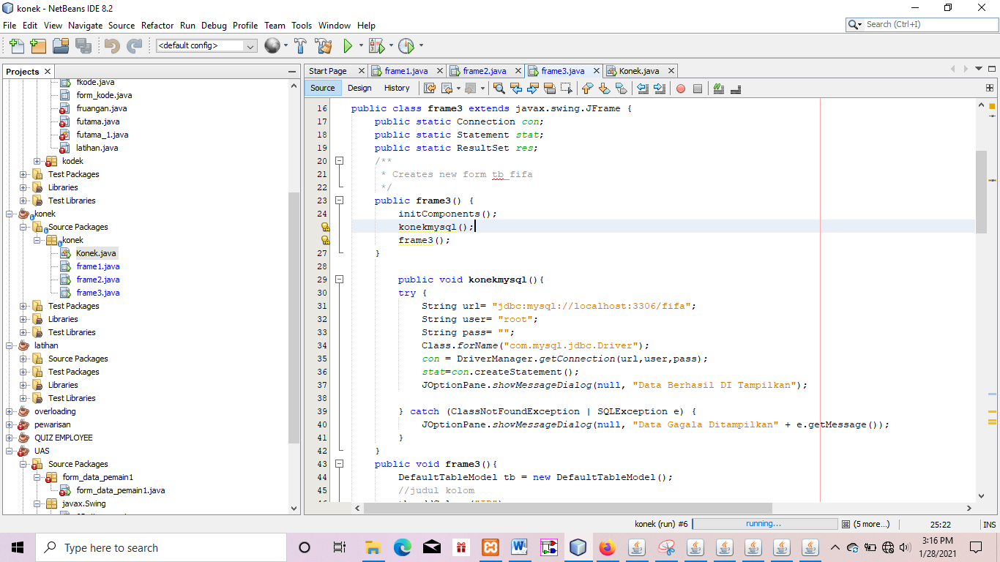 konek - NetBeans IDE 8.2
File Edit View Navigate Source Refactor Run Debug Profile Team Tools Window Help
Search (Ctrl+I)
<default config>
Projects
fkode.java
form_kode.java
fruangan.java
futama.java
futama_1.java
latihan.java
kodek
Test Packages
Libraries
Test Libraries
konek
Source Packages
konek
Konek.java
frame1.java
frame2.java
frame3.java
Test Packages
Libraries
Test Libraries
latihan
Source Packages
Test Packages
Libraries
Test Libraries
overloading
pewarisan
QUIZ EMPLOYEE
UAS
Source Packages
form_data_pemain1
form_data_pemain1.java
javax.Swing
Start Page frame1.java frame2.java frame3.java Konek.java
Source Design History
16 public class frame3 extends javax.swing.JFrame {
17 public static Connection con;
18 public static Statement stat;
19 public static ResultSet res;
20 /**
21 * Creates new form tb_fifa
22 */
23 public frame3() {
24 initComponents();
konekmysql();
frame3();
27 }
28
29 public void konekmysql(){
30 try {
31 String url= "jdbc:mysql://localhost:3306/fifa";
32 String user= "root";
33 String pass= "";
34 Class.forName("com.mysql.jdbc.Driver");
35 con = DriverManager.getConnection(url,user,pass);
36 stat=con.createStatement();
37 JOptionPane.showMessageDialog(null, "Data Berhasil DI Tampilkan");
38
39 } catch (ClassNotFoundException | SQLException e) {
40 JOptionPane.showMessageDialog(null, "Data Gagala Ditampilkan" + e.getMessage());
41 }
42 }
43 public void frame3(){
44 DefaultTableModel tb = new DefaultTableModel();
45 //judul kolom
konek (run) #6 running... (5 more...) 25:22 INS
Type here to search
3:16 PM
1/28/2021